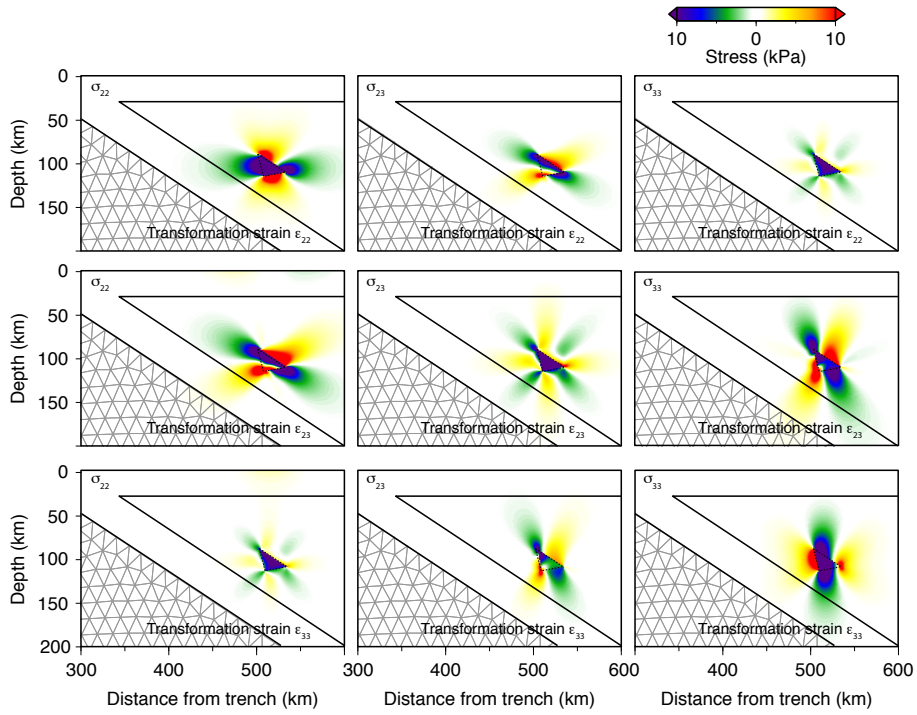 10 0 10
Stress (kPa)
0 σ22 σ23 σ33
50
100
150
Depth (km)
Transformation strain ε22 Transformation strain ε22 Transformation strain ε22
0 σ22 σ23 σ33
50
100
150
Depth (km)
Transformation strain ε23 Transformation strain ε23 Transformation strain ε23
0 σ22 σ23 σ33
50
100
150
200
Depth (km)
Transformation strain ε33 Transformation strain ε33 Transformation strain ε33
300 400 500 300 400 500 600 300 400 500 600
Distance from trench (km) Distance from trench (km) Distance from trench (km)